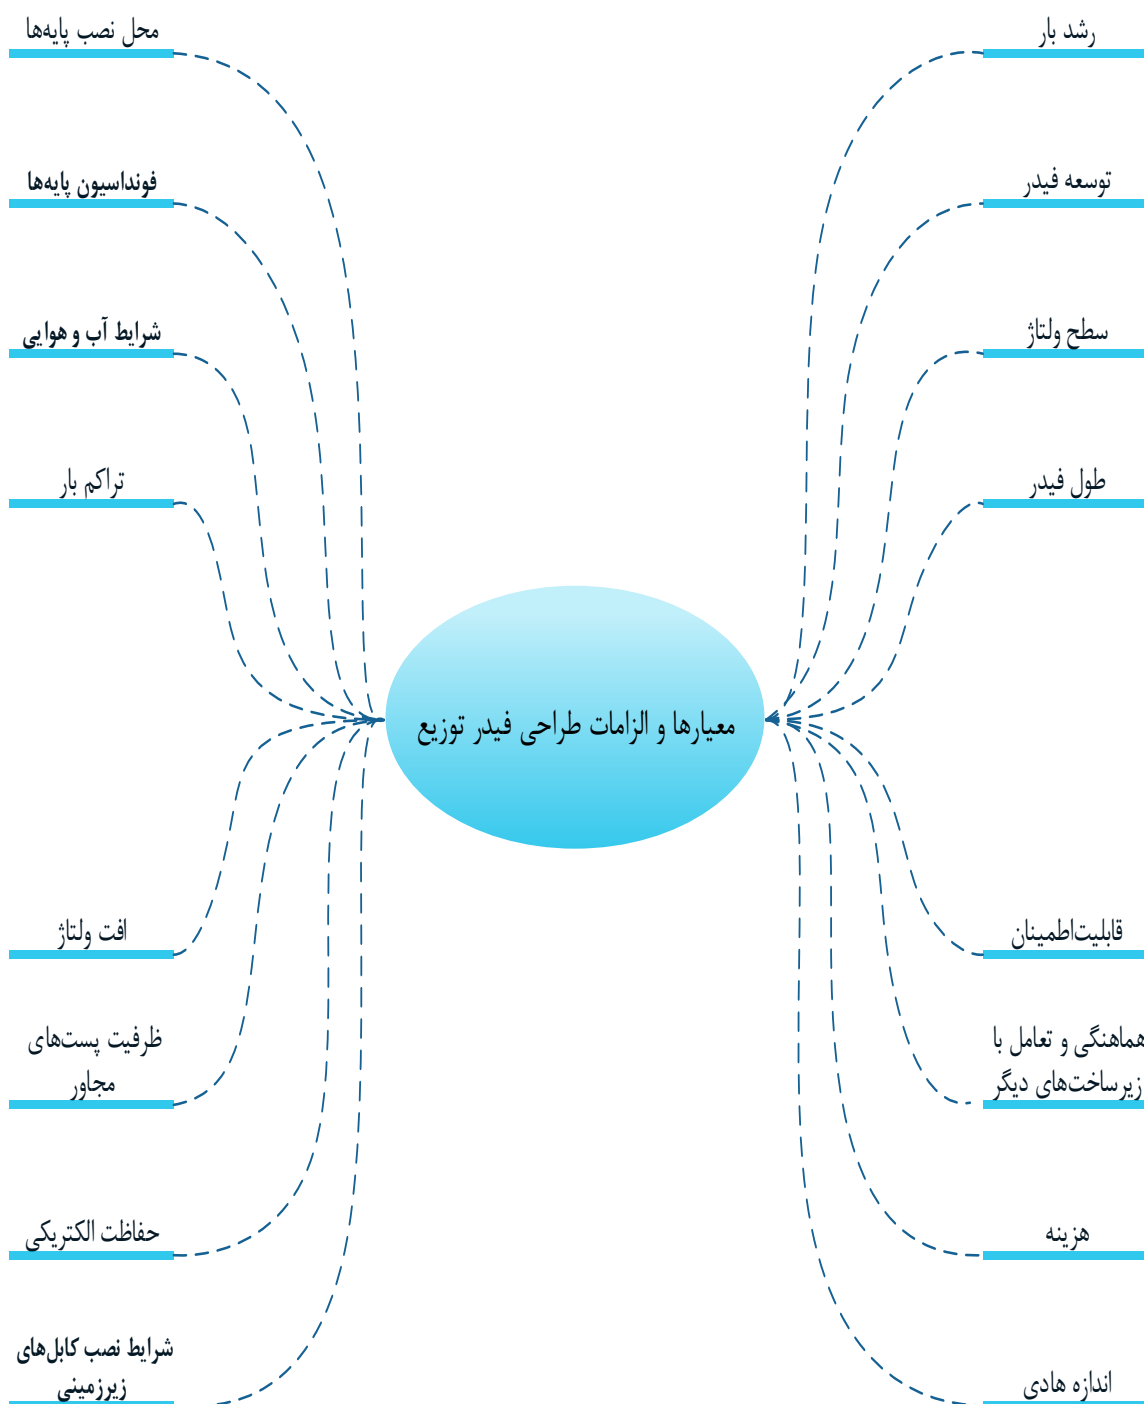 رشد بار
توسعه فیدر
سطح ولتاژ
طول فیدر
قابلیت‌اطمینان
هماهنگی و تعامل با
زیرساخت‌های دیگر
هزینه
اندازه هادی
معیارها و الزامات طراحی فیدر توزیع
محل نصب پایه‌ها
فونداسیون پایه‌ها
شرایط آب و هوایی
تراکم بار
افت ولتاژ
ظرفیت پست‌های
مجاور
حفاظت الکتریکی
شرایط نصب کابل‌های
زیرزمینی